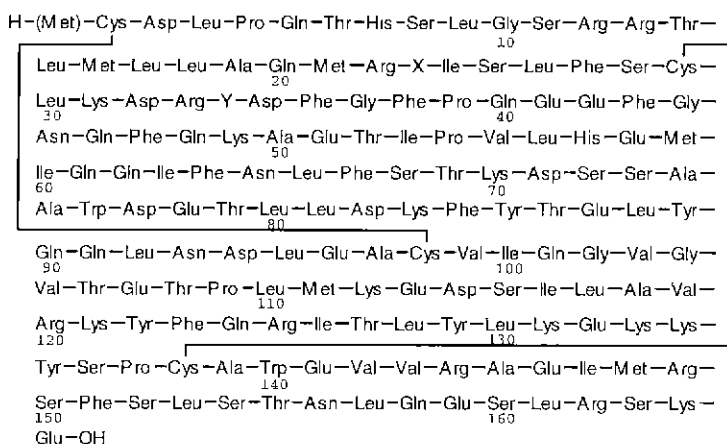 H-(Met)-Cys-Asp-Leu-Pro-Gln-Thr-His-Ser-Leu-Gly-Ser-Arg-Arg-Thr-
10
Leu-Met-Leu-Leu-Ala-Gln-Met-Arg-X-Ile-Ser-Leu-Phe-Ser-Cys-
20
Leu-Lys-Asp-Arg-Y-Asp-Phe-Gly-Phe-Pro-Gln-Glu-Glu-Phe-Gly-
30 40
Asn-Gln-Phe-Gln-Lys-Ala-Glu-Thr-Ile-Pro-Val-Leu-His-Glu-Met-
50
Ile-Gln-Gln-Ile-Phe-Asn-Leu-Phe-Ser-Thr-Lys-Asp-Ser-Ser-Ala-
60 70
Ala-Trp-Asp-Glu-Thr-Leu-Leu-Asp-Lys-Phe-Tyr-Thr-Glu-Leu-Tyr-
80
Gln-Gln-Leu-Asn-Asp-Leu-Glu-Ala-Cys-Val-Ile-Gln-Gly-Val-Gly-
90 100
Val-Thr-Glu-Thr-Pro-Leu-Met-Lys-Glu-Asp-Ser-Ile-Leu-Ala-Val-
110
Arg-Lys-Tyr-Phe-Gln-Arg-Ile-Thr-Leu-Tyr-Leu-Lys-Glu-Lys-Lys-
120 130
Tyr-Ser-Pro-Cys-Ala-Trp-Glu-Val-Val-Arg-Ala-Glu-Ile-Met-Arg-
140
Ser-Phe-Ser-Leu-Ser-Thr-Asn-Leu-Gln-Glu-Ser-Leu-Arg-Ser-Lys-
150 160
Glu-OH